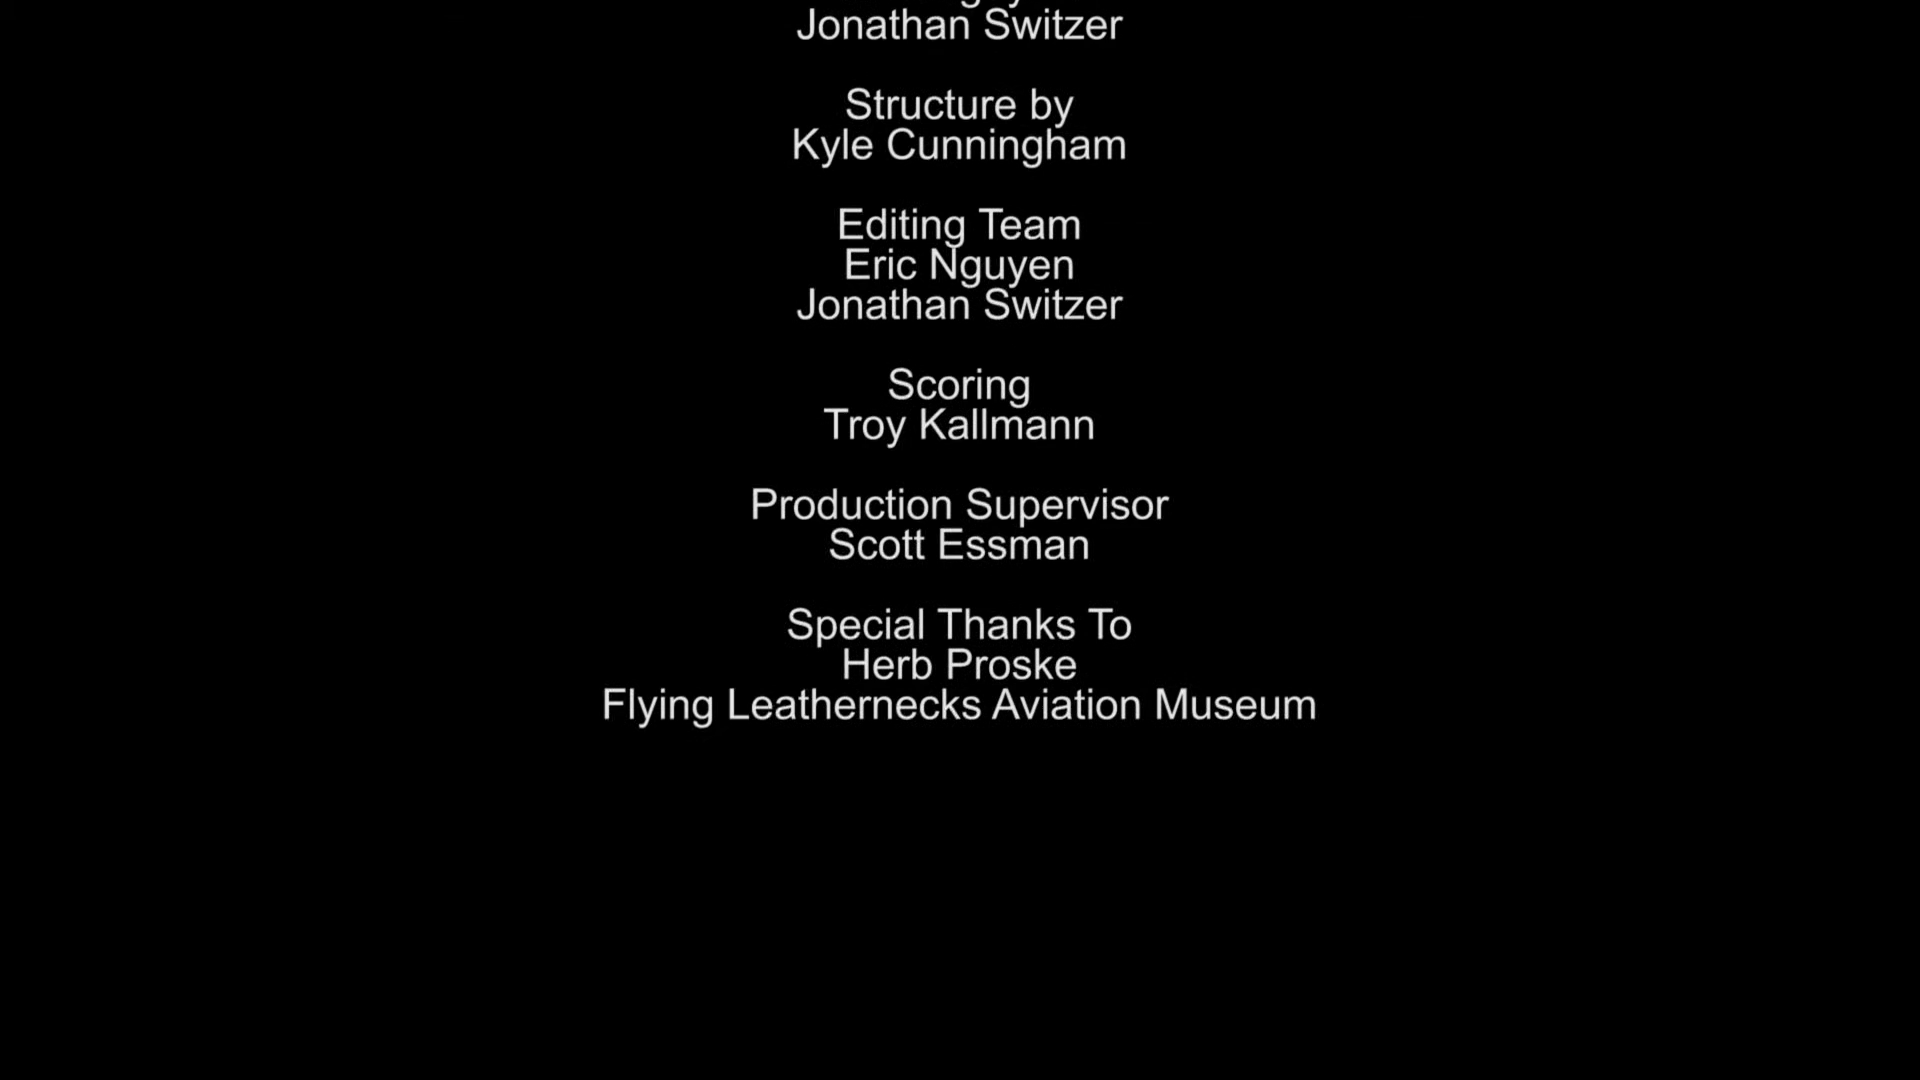 Jonathan Switzer
Structure by
Kyle Cunningham
Editing Team
Eric Nguyen
Jonathan Switzer
Scoring
Troy Kallmann
Production Supervisor
Scott Essman
Special Thanks To
Herb Proske
Flying Leathernecks Aviation Museum